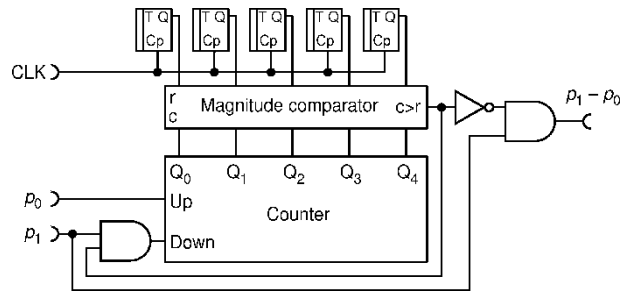 T Q T Q T Q T Q T Q
Cp Cp Cp Cp Cp
CLK
r
c
Magnitude comparator
c>r
p₁ − p₀
Q₀ Q₁ Q₂ Q₃ Q₄
p₀
Up
Counter
p₁
Down